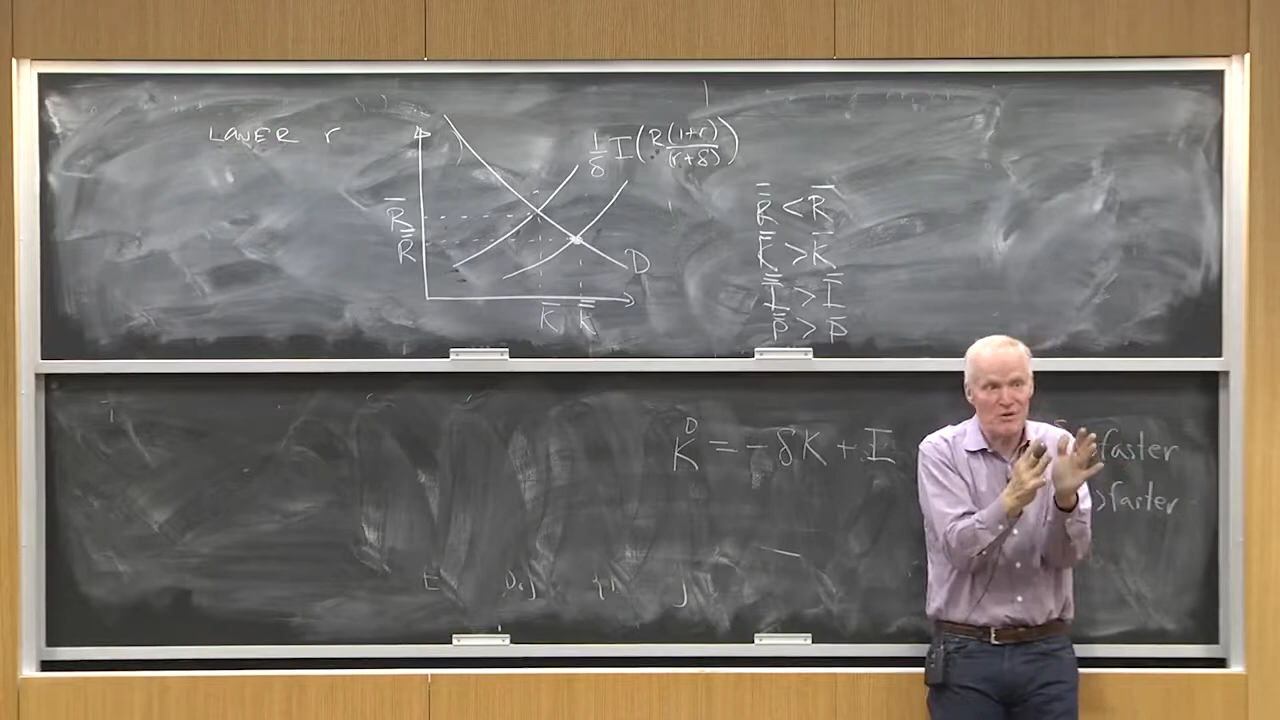 LOWER r
1/δ I(R(1+r)/(r+δ))
R̄
R̿
D
K̄ K̿
R̿ < R̄
K̿ > K̄
I̿ > Ī
P̿ > P̄
K̇ = -δK + I
faster
> faster